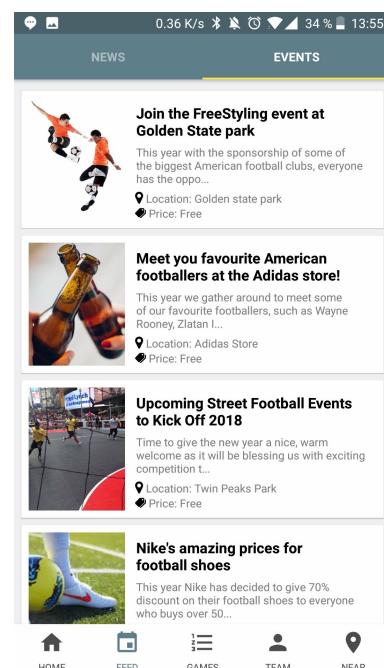 0.36 K/s 34 % 13:55
NEWS EVENTS
Join the FreeStyling event at
Golden State park
This year with the sponsorship of some of
the biggest American football clubs, everyone
has the oppo...
Location: Golden state park
Price: Free
Meet you favourite American
footballers at the Adidas store!
This year we gather around to meet some
of our favourite footballers, such as Wayne
Rooney, Zlatan I...
Location: Adidas Store
Price: Free
Upcoming Street Football Events
to Kick Off 2018
Time to give the new year a nice, warm
welcome as it will be blessing us with exciting
competition t...
Location: Twin Peaks Park
Price: Free
Nike's amazing prices for
football shoes
This year Nike has decided to give 70%
discount on their football shoes to everyone
who buys over 50...
HOME FEED GAMES TEAM NEAR